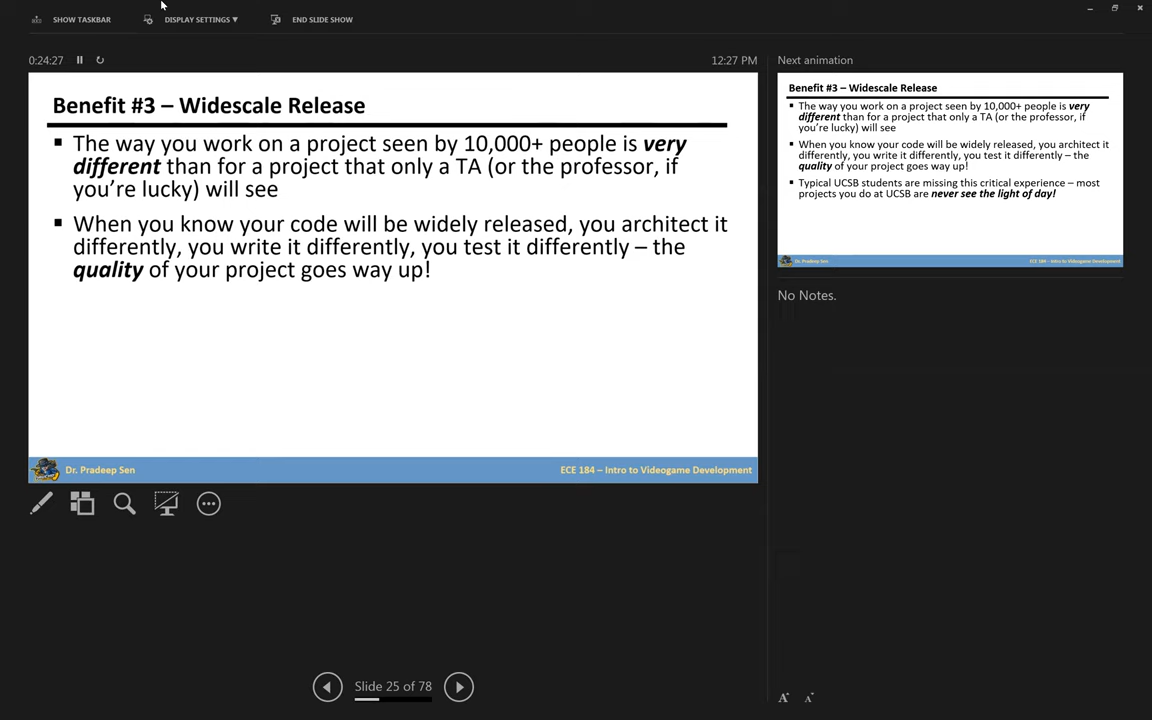 SHOW TASKBAR
DISPLAY SETTINGS ▼
END SLIDE SHOW
0:24:27
12:27 PM
Benefit #3 – Widescale Release
▪ The way you work on a project seen by 10,000+ people is very
different than for a project that only a TA (or the professor, if
you're lucky) will see
▪ When you know your code will be widely released, you architect it
differently, you write it differently, you test it differently – the
quality of your project goes way up!
Dr. Pradeep Sen
ECE 184 – Intro to Videogame Development
Next animation
Benefit #3 – Widescale Release
▪ The way you work on a project seen by 10,000+ people is very
different than for a project that only a TA (or the professor, if
you're lucky) will see
▪ When you know your code will be widely released, you architect it
differently, you write it differently, you test it differently – the
quality of your project goes way up!
▪ Typical UCSB students are missing this critical experience – most
projects you do at UCSB are never see the light of day!
Dr. Pradeep Sen
ECE 184 – Intro to Videogame Development
No Notes.
Slide 25 of 78
A A